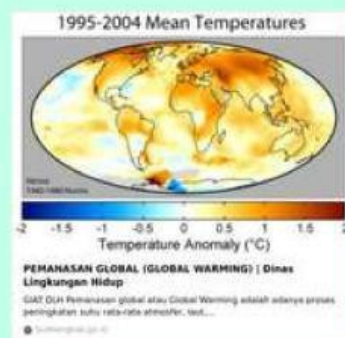 1995-2004 Mean Temperatures
-2 -1.5 -1 -0.5 0 0.5 1 1.5 2
Temperature Anomaly (°C)
PEMANASAN GLOBAL (GLOBAL WARMING) | Dinas
Lingkungan Hidup
GIAT DLH Pemanasan global atau Global Warming adalah adanya proses
peningkatan suhu rata-rata atmosfer, laut,...